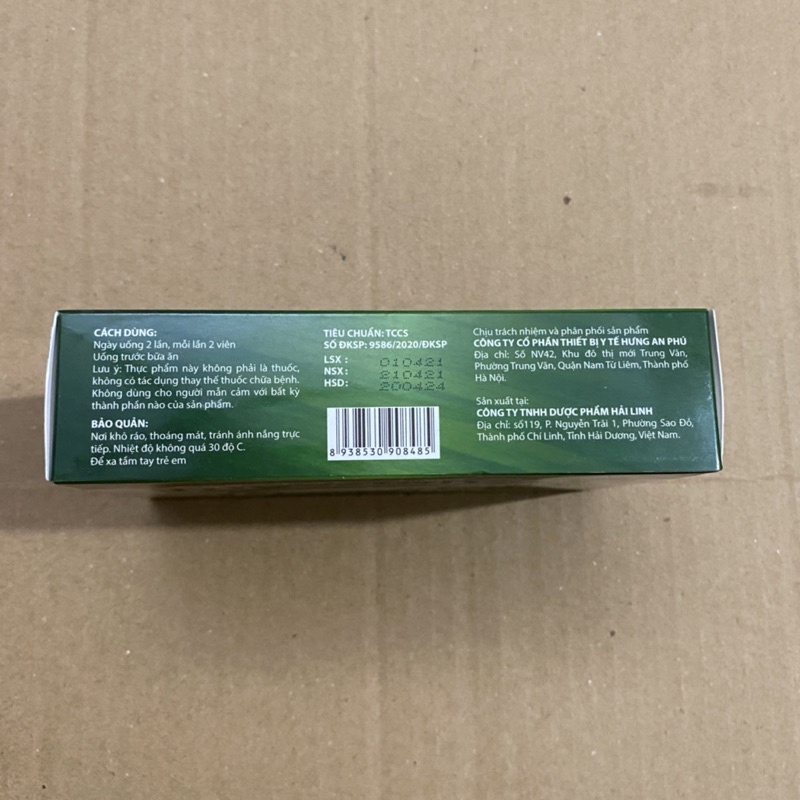 CÁCH DÙNG:
Ngày uống 2 lần, mỗi lần 2 viên
Uống trước bữa ăn
Lưu ý: Thực phẩm này không phải là thuốc,
không có tác dụng thay thế thuốc chữa bệnh.
Không dùng cho người mẫn cảm với bất kỳ
thành phần nào của sản phẩm.
BẢO QUẢN:
Nơi khô ráo, thoáng mát, tránh ánh nắng trực
tiếp. Nhiệt độ không quá 30 độ C.
Để xa tầm tay trẻ em
TIÊU CHUẨN: TCCS
SỐ ĐKSP: 9586/2020/ĐKSP
LSX : 010421
NSX : 210421
HSD: 200424
8 938530 908485
Chịu trách nhiệm và phân phối sản phẩm
CÔNG TY CỔ PHẦN THIẾT BỊ Y TẾ HƯNG AN PHÚ
Địa chỉ: Số NV42, Khu đô thị mới Trung Văn,
Phường Trung Văn, Quận Nam Từ Liêm, Thành phố
Hà Nội.
Sản xuất tại:
CÔNG TY TNHH DƯỢC PHẨM HẢI LINH
Địa chỉ: số119, P. Nguyễn Trãi 1, Phường Sao Đỏ,
Thành phố Chí Linh, Tỉnh Hải Dương, Việt Nam.